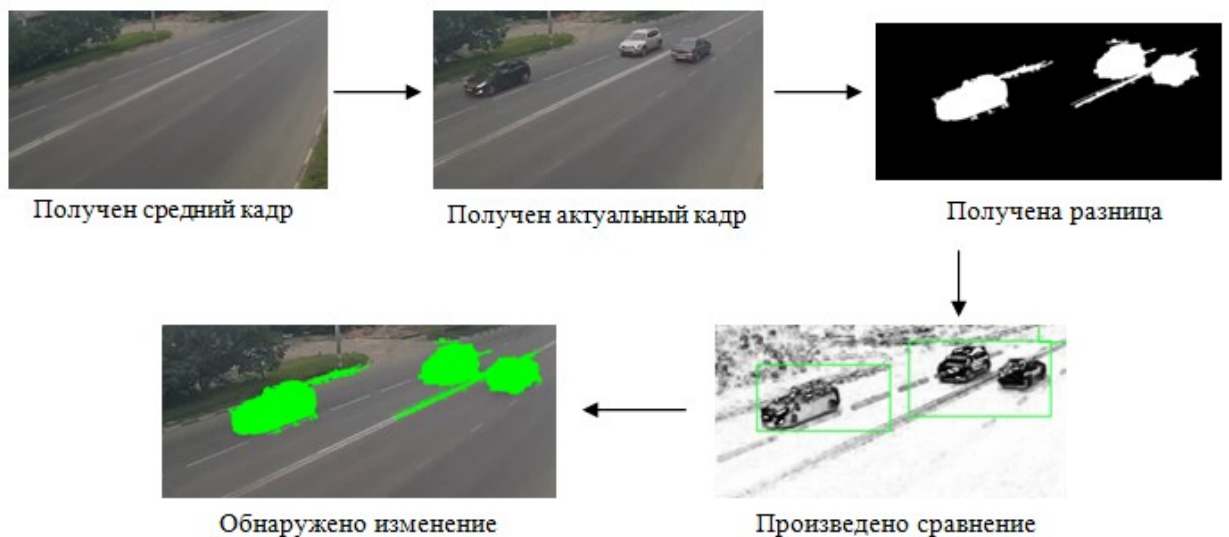 Получен средний кадр
Получен актуальный кадр
Получена разница
Произведено сравнение
Обнаружено изменение